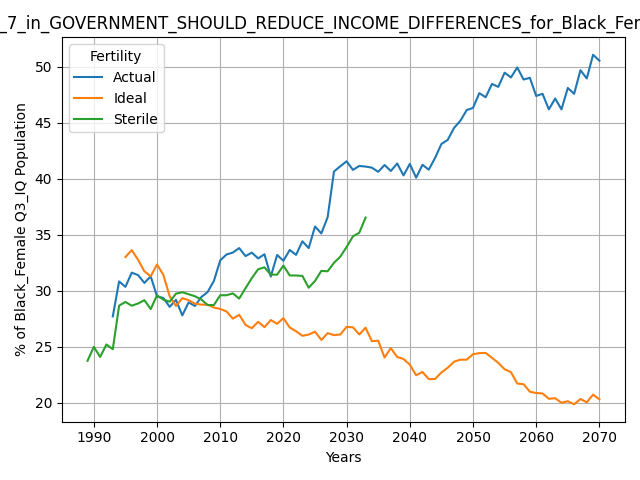 _7_in_GOVERNMENT_SHOULD_REDUCE_INCOME_DIFFERENCES_for_Black_Fer
Fertility
Actual
Ideal
Sterile
% of Black_Female Q3_IQ Population
50
45
40
35
30
25
20
1990 2000 2010 2020 2030 2040 2050 2060 2070
Years